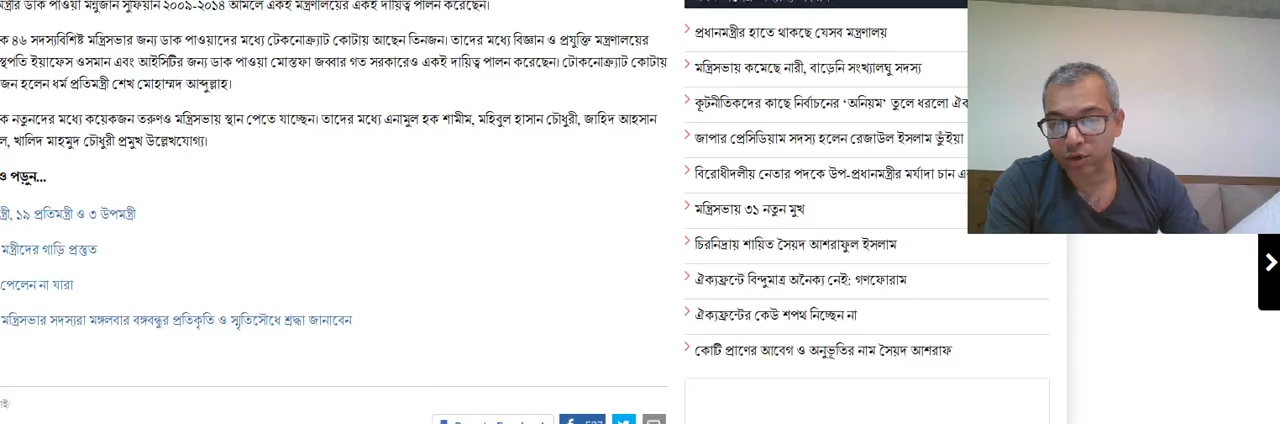 মন্ত্রীর ডাক পাওয়া মন্নুজান সুফিয়ান ২০০৯-২০১৪ আমলে একই মন্ত্রণালয়ের একই দায়িত্ব পালন করেছেন।
ক ৪৬ সদস্যবিশিষ্ট মন্ত্রিসভার জন্য ডাক পাওয়াদের মধ্যে টেকনোক্র্যাট কোটায় আছেন তিনজন। তাদের মধ্যে বিজ্ঞান ও প্রযুক্তি মন্ত্রণালয়ের
স্থপতি ইয়াফেস ওসমান এবং আইসিটির জন্য ডাক পাওয়া মোস্তফা জব্বার গত সরকারেও একই দায়িত্ব পালন করেছেন। টেকনোক্র্যাট কোটায়
জন হলেন ধর্ম প্রতিমন্ত্রী শেখ মোহাম্মদ আব্দুল্লাহ।
ক নতুনদের মধ্যে কয়েকজন তরুণও মন্ত্রিসভায় স্থান পেতে যাচ্ছেন। তাদের মধ্যে এনামুল হক শামীম, মহিবুল হাসান চৌধুরী, জাহিদ আহসান
ল, খালিদ মাহমুদ চৌধুরী প্রমুখ উল্লেখযোগ্য।
ও পড়ুন...
ন্ত্রী, ১৯ প্রতিমন্ত্রী ও ৩ উপমন্ত্রী
মন্ত্রীদের গাড়ি প্রস্তুত
পেলেন না যারা
মন্ত্রিসভার সদস্যরা মঙ্গলবার বঙ্গবন্ধুর প্রতিকৃতি ও স্মৃতিসৌধে শ্রদ্ধা জানাবেন
প্রধানমন্ত্রীর হাতে থাকছে যেসব মন্ত্রণালয়
মন্ত্রিসভায় কমেছে নারী, বাড়েনি সংখ্যালঘু সদস্য
কূটনীতিকদের কাছে নির্বাচনের ‘অনিয়ম’ তুলে ধরলো ঐক
জাপার প্রেসিডিয়াম সদস্য হলেন রেজাউল ইসলাম ভুঁইয়া
বিরোধীদলীয় নেতার পদকে উপ-প্রধানমন্ত্রীর মর্যাদা চান এ
মন্ত্রিসভায় ৩১ নতুন মুখ
চিরনিদ্রায় শায়িত সৈয়দ আশরাফুল ইসলাম
ঐক্যফ্রন্টে বিন্দুমাত্র অনৈক্য নেই: গণফোরাম
ঐক্যফ্রন্টের কেউ শপথ নিচ্ছেন না
কোটি প্রাণের আবেগ ও অনুভূতির নাম সৈয়দ আশরাফ